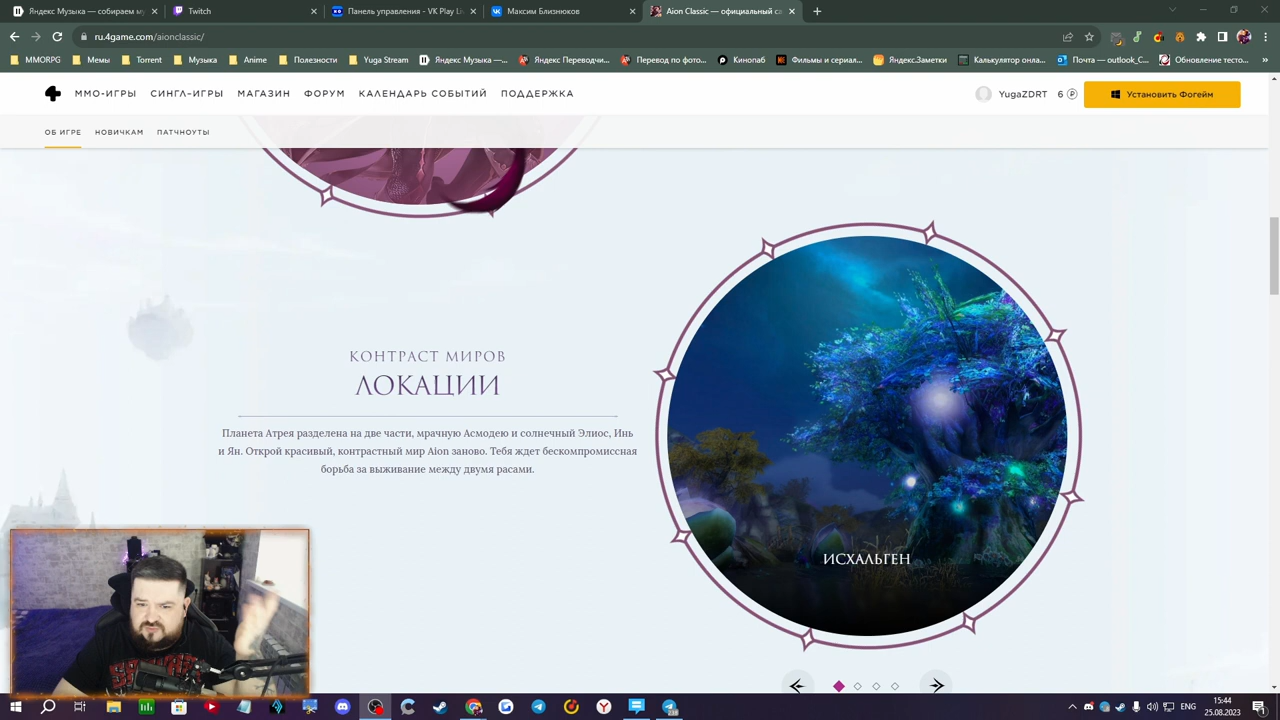 Яндекс Музыка — собираем му
Twitch
Панель управления - VK Play Li
Максим Близнюков
Aion Classic —
ru.4game.com/aionclassic/
MMORPG
Мемы
Torrent
Музыка
Anime
Полезности
Yuga Stream
Яндекс Музыка —...
Яндекс Переводчи...
Перевод по фото...
Кинопаб
Фильмы и сериал...
Яндекс.Заметки
Калькулятор онла...
Почта — outlook_C...
Обновление тесто...
»
ММО-ИГРЫ
СИНГЛ-ИГРЫ
МАГАЗИН
ФОРУМ
КАЛЕНДАРЬ СОБЫТИЙ
ПОДДЕРЖКА
YugaZDRT
6 ₽
Установить Фогейм
ОБ ИГРЕ
НОВИЧКАМ
ПАТЧНОУТЫ
КОНТРАСТ МИРОВ
ЛОКАЦИИ
Планета Атрея разделена на две части, мрачную Асмодею и солнечный Элиос, Инь
и Ян. Открой красивый, контрастный мир Aion заново. Тебя ждет бескомпромиссная
борьба за выживание между двумя расами.
ИСХАЛЬГЕН
ENG
15:44
25.08.2023